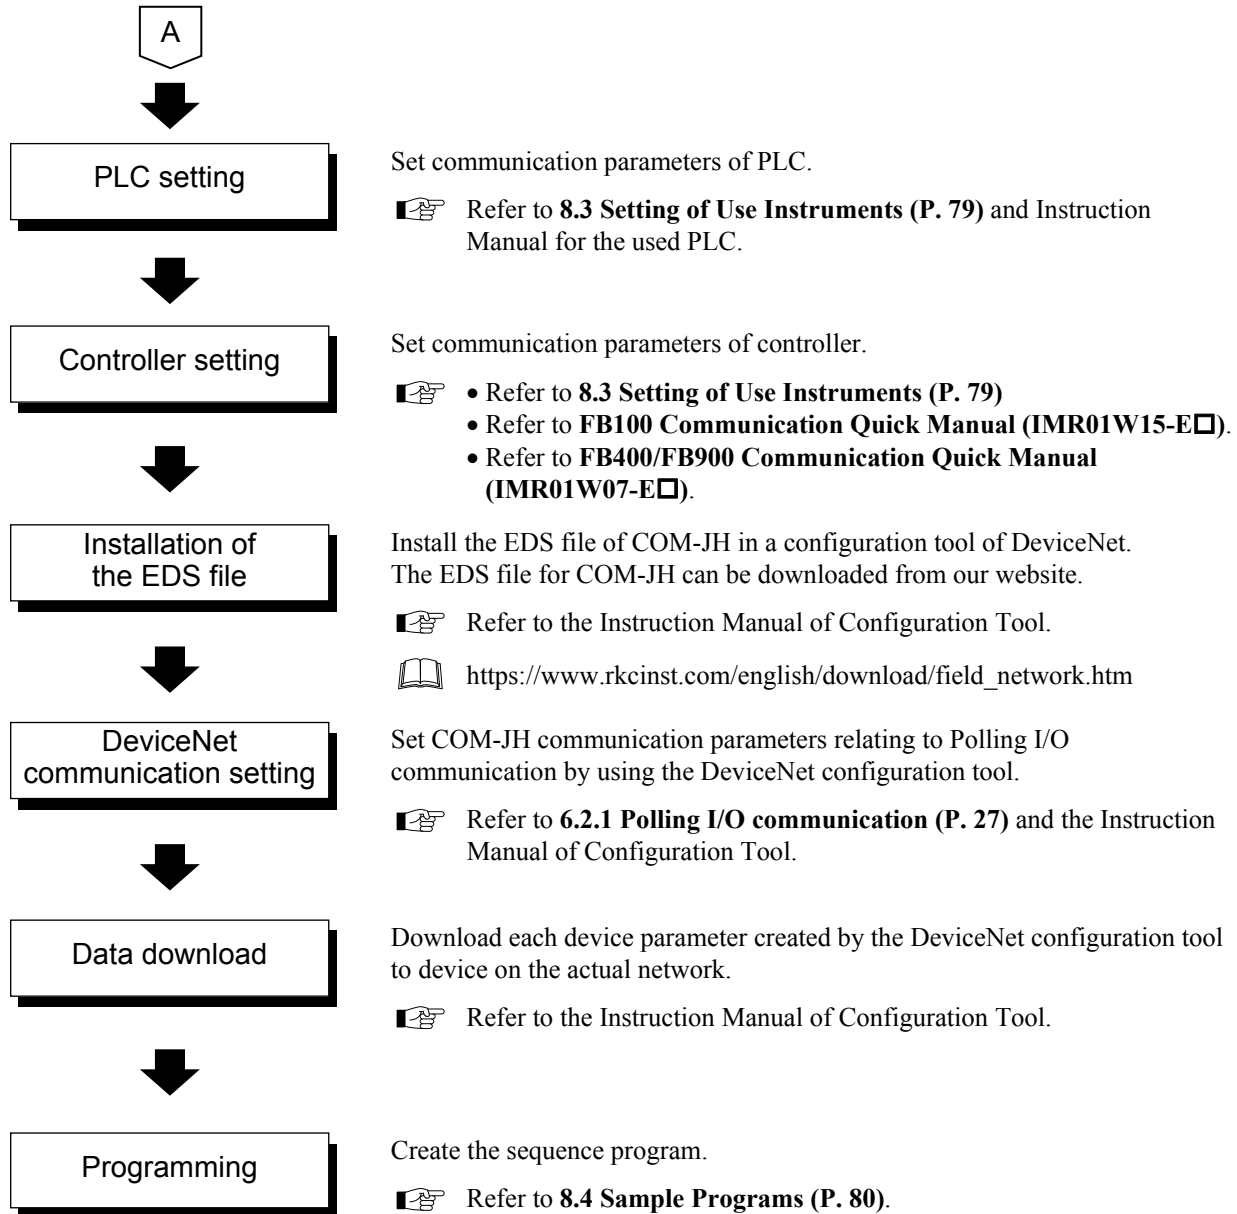 A
PLC setting
Set communication parameters of PLC.
Refer to 8.3 Setting of Use Instruments (P. 79) and Instruction
Manual for the used PLC.
Controller setting
Set communication parameters of controller.
• Refer to 8.3 Setting of Use Instruments (P. 79)
• Refer to FB100 Communication Quick Manual (IMR01W15-E□).
• Refer to FB400/FB900 Communication Quick Manual
(IMR01W07-E□).
Installation of
the EDS file
Install the EDS file of COM-JH in a configuration tool of DeviceNet.
The EDS file for COM-JH can be downloaded from our website.
Refer to the Instruction Manual of Configuration Tool.
https://www.rkcinst.com/english/download/field_network.htm
DeviceNet
communication setting
Set COM-JH communication parameters relating to Polling I/O
communication by using the DeviceNet configuration tool.
Refer to 6.2.1 Polling I/O communication (P. 27) and the Instruction
Manual of Configuration Tool.
Data download
Download each device parameter created by the DeviceNet configuration tool
to device on the actual network.
Refer to the Instruction Manual of Configuration Tool.
Programming
Create the sequence program.
Refer to 8.4 Sample Programs (P. 80).